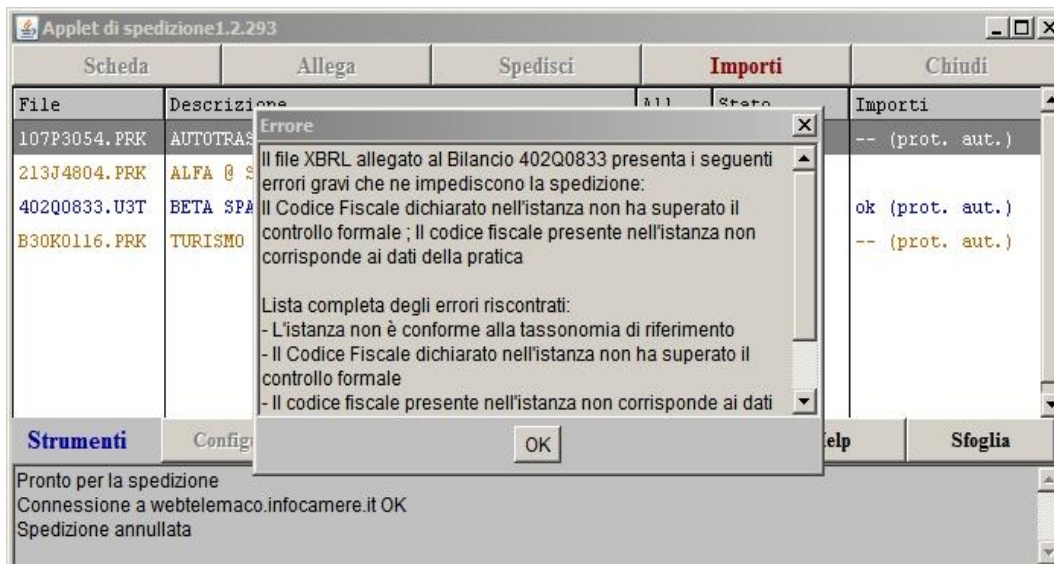 Applet di spedizione1.2.293
Scheda Allega Spedisci Importi Chiudi
File Descrizione All Stato Importi
107P3054.PRK AUTOTRAS -- (prot. aut.)
213J4804.PRK ALFA @ S
402Q0833.U3T BETA SPA ok (prot. aut.)
B30K0116.PRK TURISMO -- (prot. aut.)
Errore
Il file XBRL allegato al Bilancio 402Q0833 presenta i seguenti
errori gravi che ne impediscono la spedizione:
Il Codice Fiscale dichiarato nell'istanza non ha superato il
controllo formale ; Il codice fiscale presente nell'istanza non
corrisponde ai dati della pratica
Lista completa degli errori riscontrati:
- L'istanza non è conforme alla tassonomia di riferimento
- Il Codice Fiscale dichiarato nell'istanza non ha superato il
controllo formale
- Il codice fiscale presente nell'istanza non corrisponde ai dati
OK
Strumenti Config elp Sfoglia
Pronto per la spedizione
Connessione a webtelemaco.infocamere.it OK
Spedizione annullata